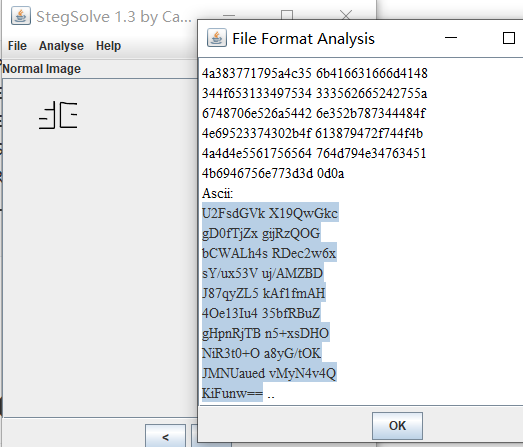 StegSolve 1.3 by Ca...
File Analyse Help
Normal Image
<
File Format Analysis
4a383771795a4c35 6b416631666d4148
344f653133497534 333562665242755a
6748706e526a5442 6e352b787344484f
4e69523374302b4f 613879472f744f4b
4a4d4e5561756564 764d794e34763451
4b6946756e773d3d 0d0a
Ascii:
U2FsdGVk X19QwGkc
gD0fTjZx gijRzQOG
bCWALh4s RDec2w6x
sY/ux53V uj/AMZBD
J87qyZL5 kAf1fmAH
4Oe13Iu4 35bfRBuZ
gHpnRjTB n5+xsDHO
NiR3t0+O a8yG/tOK
JMNUaued vMyN4v4Q
KiFunw== ..
OK